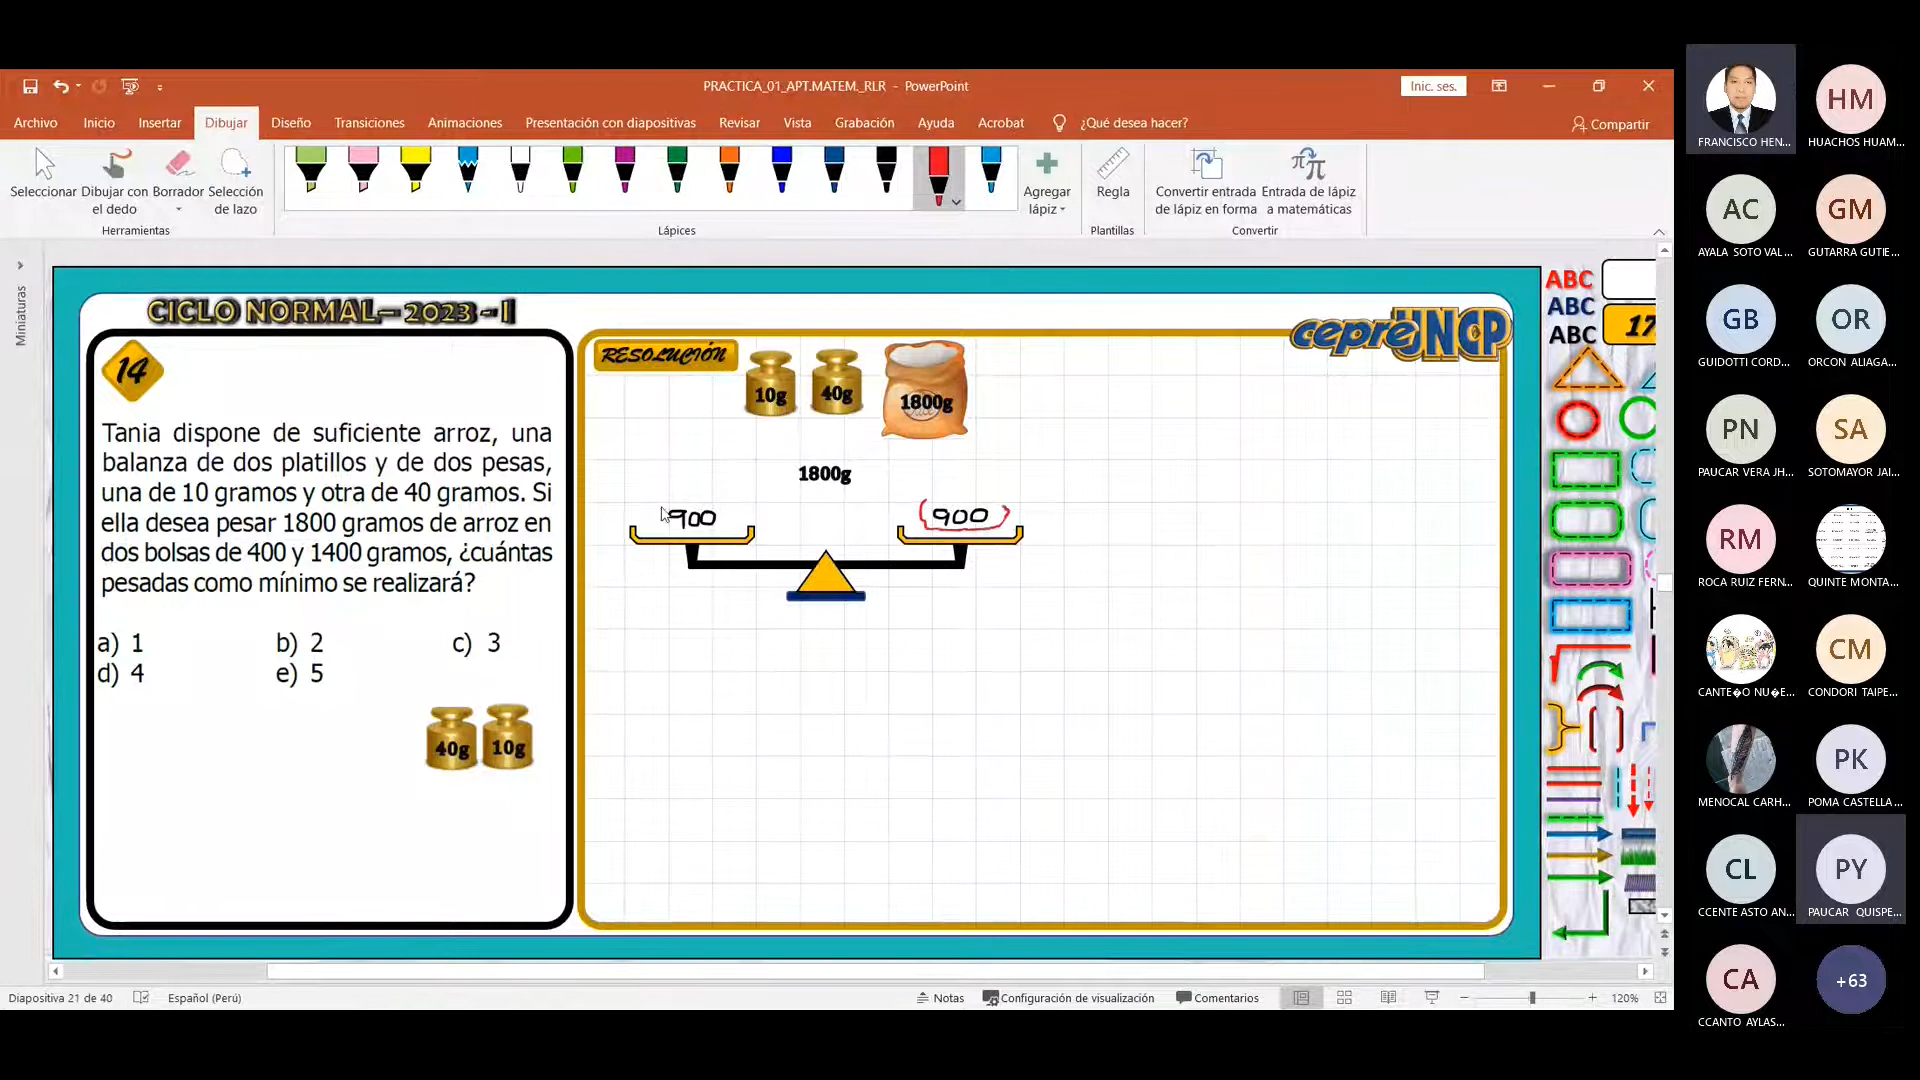 PRACTICA_01_APT.MATEM._RLR - PowerPoint
Inic. ses.
Archivo
Inicio
Insertar
Dibujar
Diseño
Transiciones
Animaciones
Presentación con diapositivas
Revisar
Vista
Grabación
Ayuda
Acrobat
¿Qué desea hacer?
Compartir
Seleccionar
Dibujar con
el dedo
Borrador
Selección
de lazo
Agregar
lápiz
Regla
Convertir entrada
de lápiz en forma
Entrada de lápiz
a matemáticas
Herramientas
Lápices
Plantillas
Convertir
Miniaturas
CICLO NORMAL-2023-I
cepreUNCP
14
Tania dispone de suficiente arroz, una
balanza de dos platillos y de dos pesas,
una de 10 gramos y otra de 40 gramos. Si
ella desea pesar 1800 gramos de arroz en
dos bolsas de 400 y 1400 gramos, ¿cuántas
pesadas como mínimo se realizará?
a) 1 b) 2 c) 3
d) 4 e) 5
40g 10g
RESOLUCIÓN
10g 40g 1800g
1800g
900 900
ABC
ABC
ABC
17
Diapositiva 21 de 40
Español (Perú)
Notas
Configuración de visualización
Comentarios
120%
FRANCISCO HEN...
HM
HUACHOS HUAM...
AC
AYALA SOTO VAL...
GM
GUTARRA GUTIE...
GB
GUIDOTTI CORD...
OR
ORCON ALIAGA...
PN
PAUCAR VERA JH...
SA
SOTOMAYOR JAI...
RM
ROCA RUIZ FERN...
QUINTE MONTA...
CANTE�O NU�E...
CM
CONDORI TAIPE...
MENOCAL CARH...
PK
POMA CASTELLA...
CL
CCENTE ASTO AN...
PY
PAUCAR QUISPE...
CA
CCANTO AYLAS...
+63